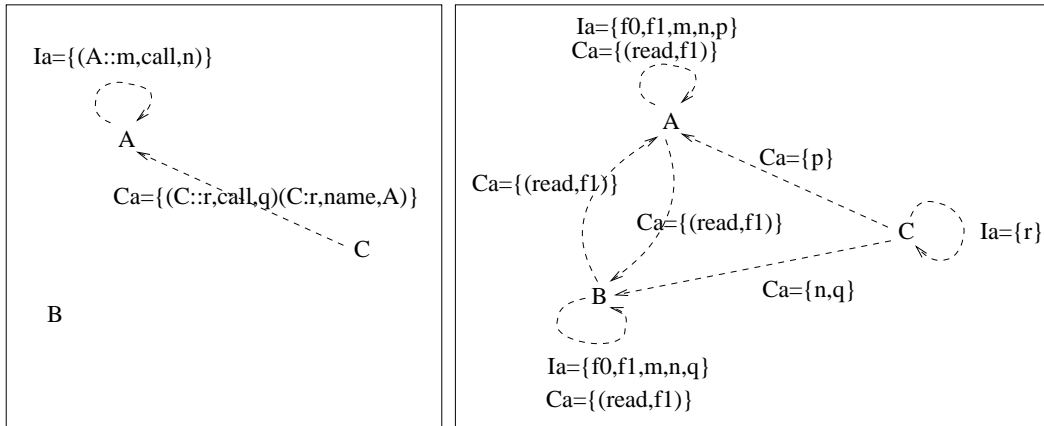 Ia={(A::m,call,n)}
A
Ca={(C::r,call,q)(C:r,name,A)}
C
B
Ia={f0,f1,m,n,p}
Ca={(read,f1)}
A
Ca={p}
Ca={(read,f1)}
Ca={(read,f1)}
C
Ia={r}
B
Ca={n,q}
Ia={f0,f1,m,n,q}
Ca={(read,f1)}